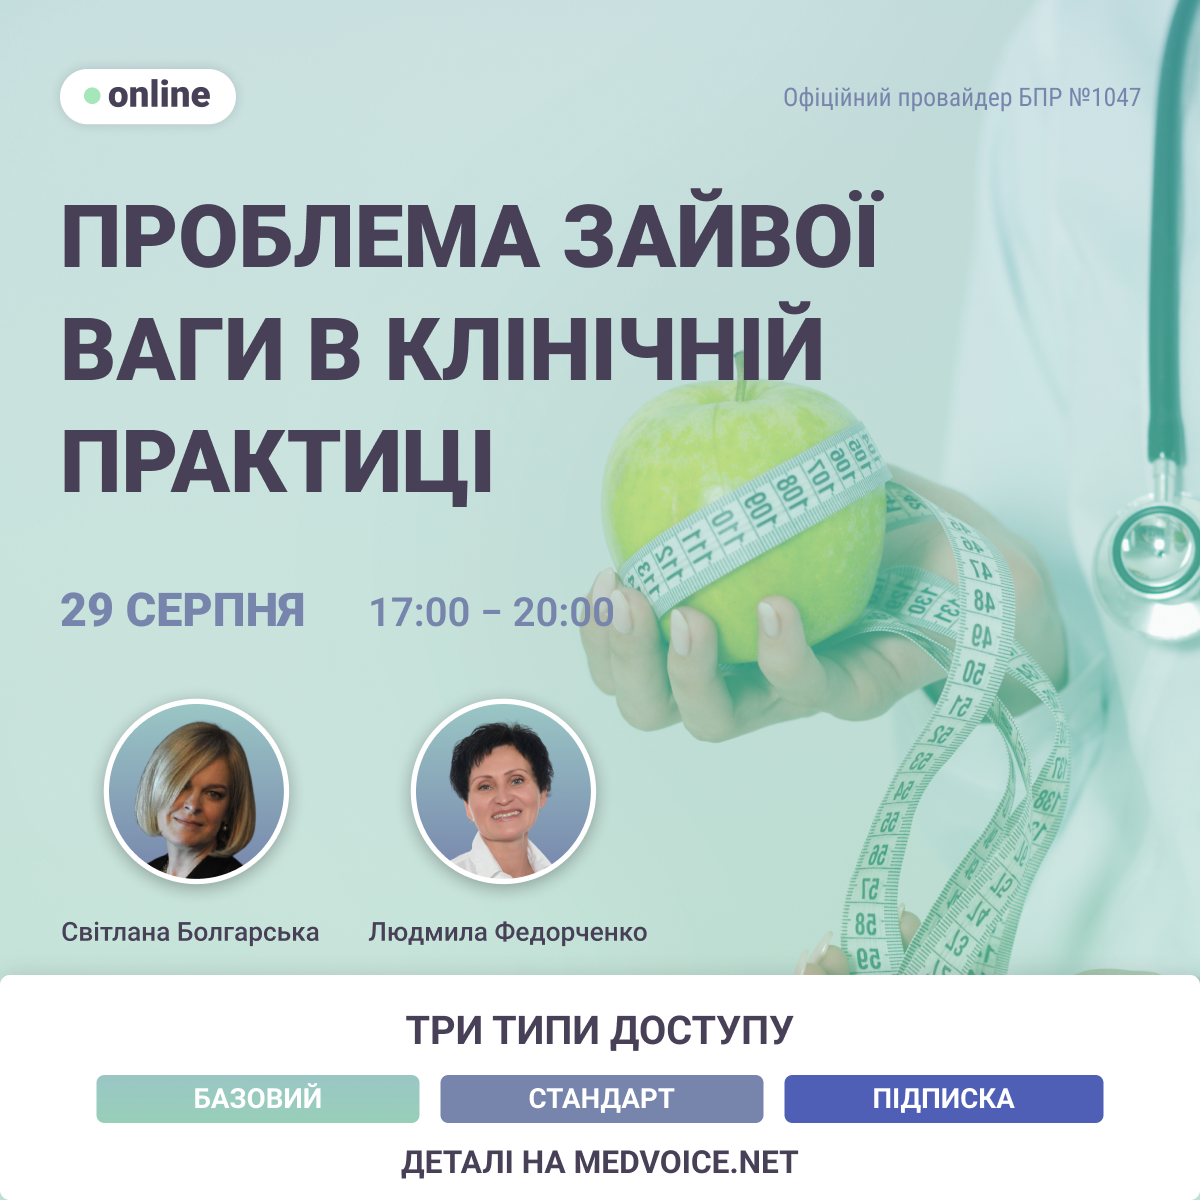 online
Офіційний провайдер БПР №1047
ПРОБЛЕМА ЗАЙВОЇ
ВАГИ В КЛІНІЧНІЙ
ПРАКТИЦІ
29 СЕРПНЯ
17:00 – 20:00
Світлана Болгарська
Людмила Федорченко
ТРИ ТИПИ ДОСТУПУ
БАЗОВИЙ
СТАНДАРТ
ПІДПИСКА
ДЕТАЛІ НА MEDVOICE.NET